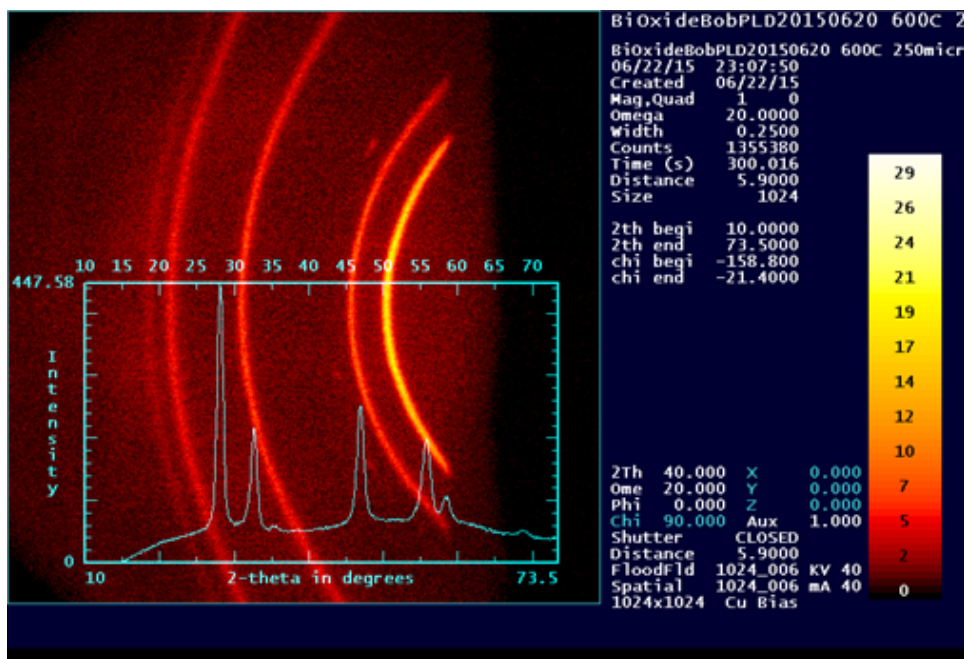 BiOxideBobPLD20150620 600C 2
BiOxideBobPLD20150620 600C 250micr
06/22/15 23:07:50
Created 06/22/15
Mag,Quad 1 0
Omega 20.0000
Width 0.2500
Counts 1355380
Time (s) 300.016
Distance 5.9000
Size 1024
2th begi 10.0000
2th end 73.5000
chi begi -158.800
chi end -21.4000
10 15 20 25 30 35 40 45 50 55 60 65 70
447.58
Intensity
0
10 2-theta in degrees 73.5
2Th 40.000 X 0.000
Ome 20.000 Y 0.000
Phi 0.000 Z 0.000
Chi 90.000 Aux 1.000
Shutter CLOSED
Distance 5.9000
FloodFld 1024_006 KV 40
Spatial 1024_006 mA 40
1024x1024 Cu Bias
29
26
24
21
19
17
14
12
10
7
5
2
0